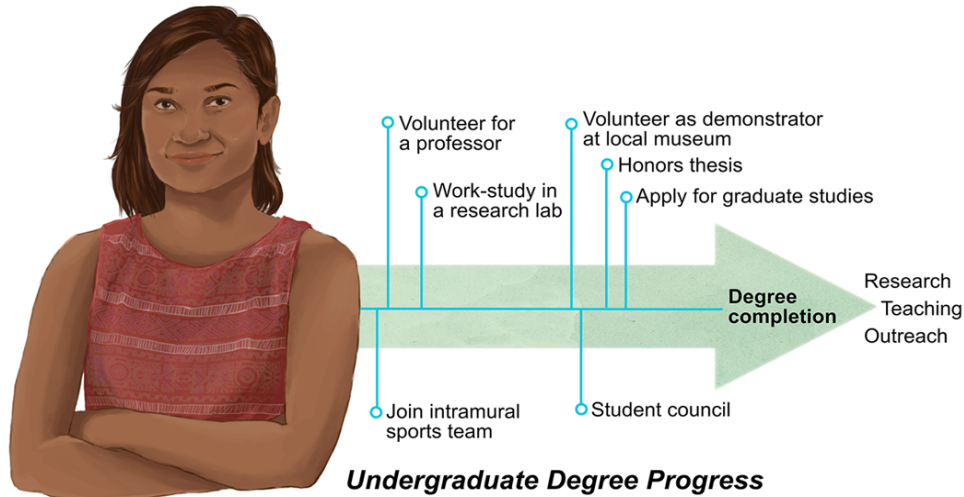 Volunteer for
a professor
Work-study in
a research lab
Volunteer as demonstrator
at local museum
Honors thesis
Apply for graduate studies
Degree
completion
Research
Teaching
Outreach
Join intramural
sports team
Student council
Undergraduate Degree Progress